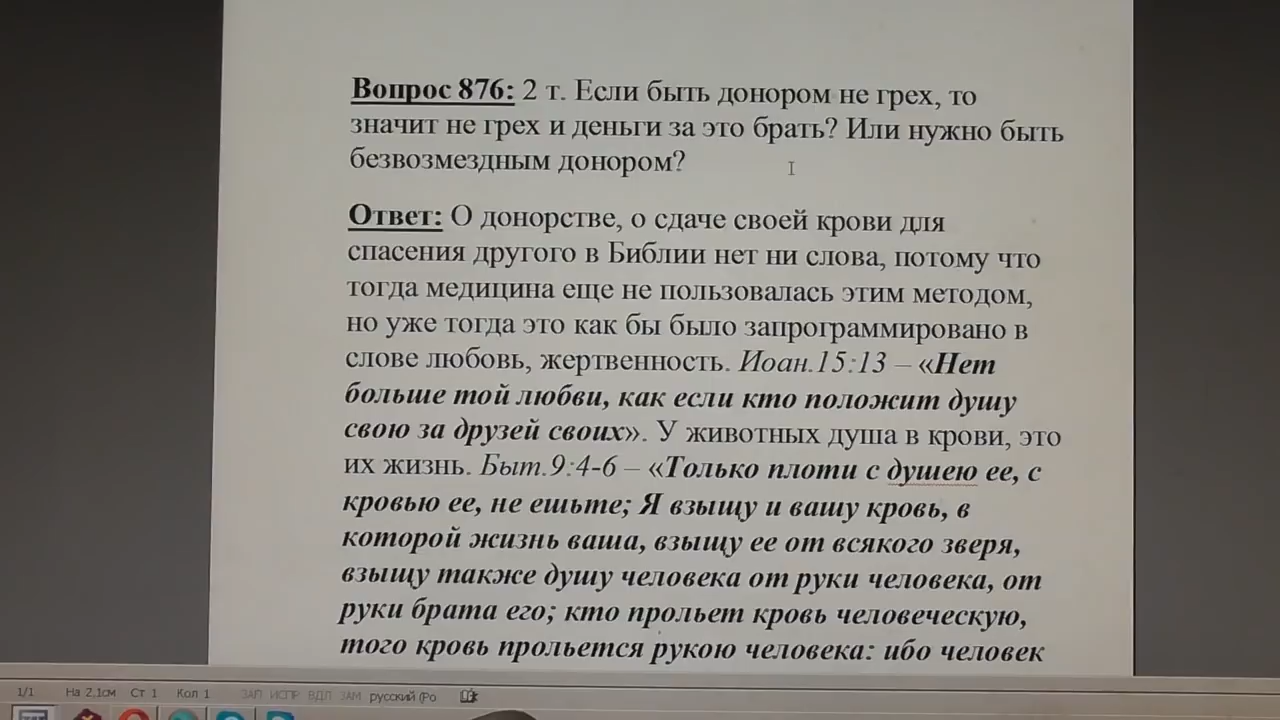 Вопрос 876: 2 т. Если быть донором не грех, то
значит не грех и деньги за это брать? Или нужно быть
безвозмездным донором?
Ответ: О донорстве, о сдаче своей крови для
спасения другого в Библии нет ни слова, потому что
тогда медицина еще не пользовалась этим методом,
но уже тогда это как бы было запрограммировано в
слове любовь, жертвенность. Иоан.15:13 – «Нет
больше той любви, как если кто положит душу
свою за друзей своих». У животных душа в крови, это
их жизнь. Быт.9:4-6 – «Только плоти с душею ее, с
кровью ее, не ешьте; Я взыщу и вашу кровь, в
которой жизнь ваша, взыщу ее от всякого зверя,
взыщу также душу человека от руки человека, от
руки брата его; кто прольет кровь человеческую,
того кровь прольется рукою человека: ибо человек
1/1 На 2,1см Ст 1 Кол 1 ЗАП ИСПР ВДЛ ЗАМ русский (Ро